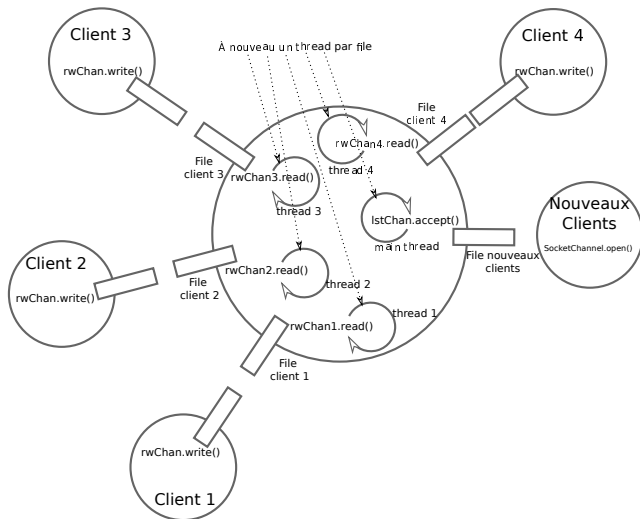 Client 3
rwChan.write()
À nouveau un thread par file
Client 4
rwChan.write()
File
client 4
rwChan4.read()
thread 4
File
client 3
rwChan3.read()
thread 3
lstChan.accept()
main thread
File nouveaux
clients
Nouveaux
Clients
SocketChannel.open()
Client 2
rwChan.write()
File
client 2
rwChan2.read()
thread 2
rwChan1.read()
thread 1
File
client 1
rwChan.write()
Client 1